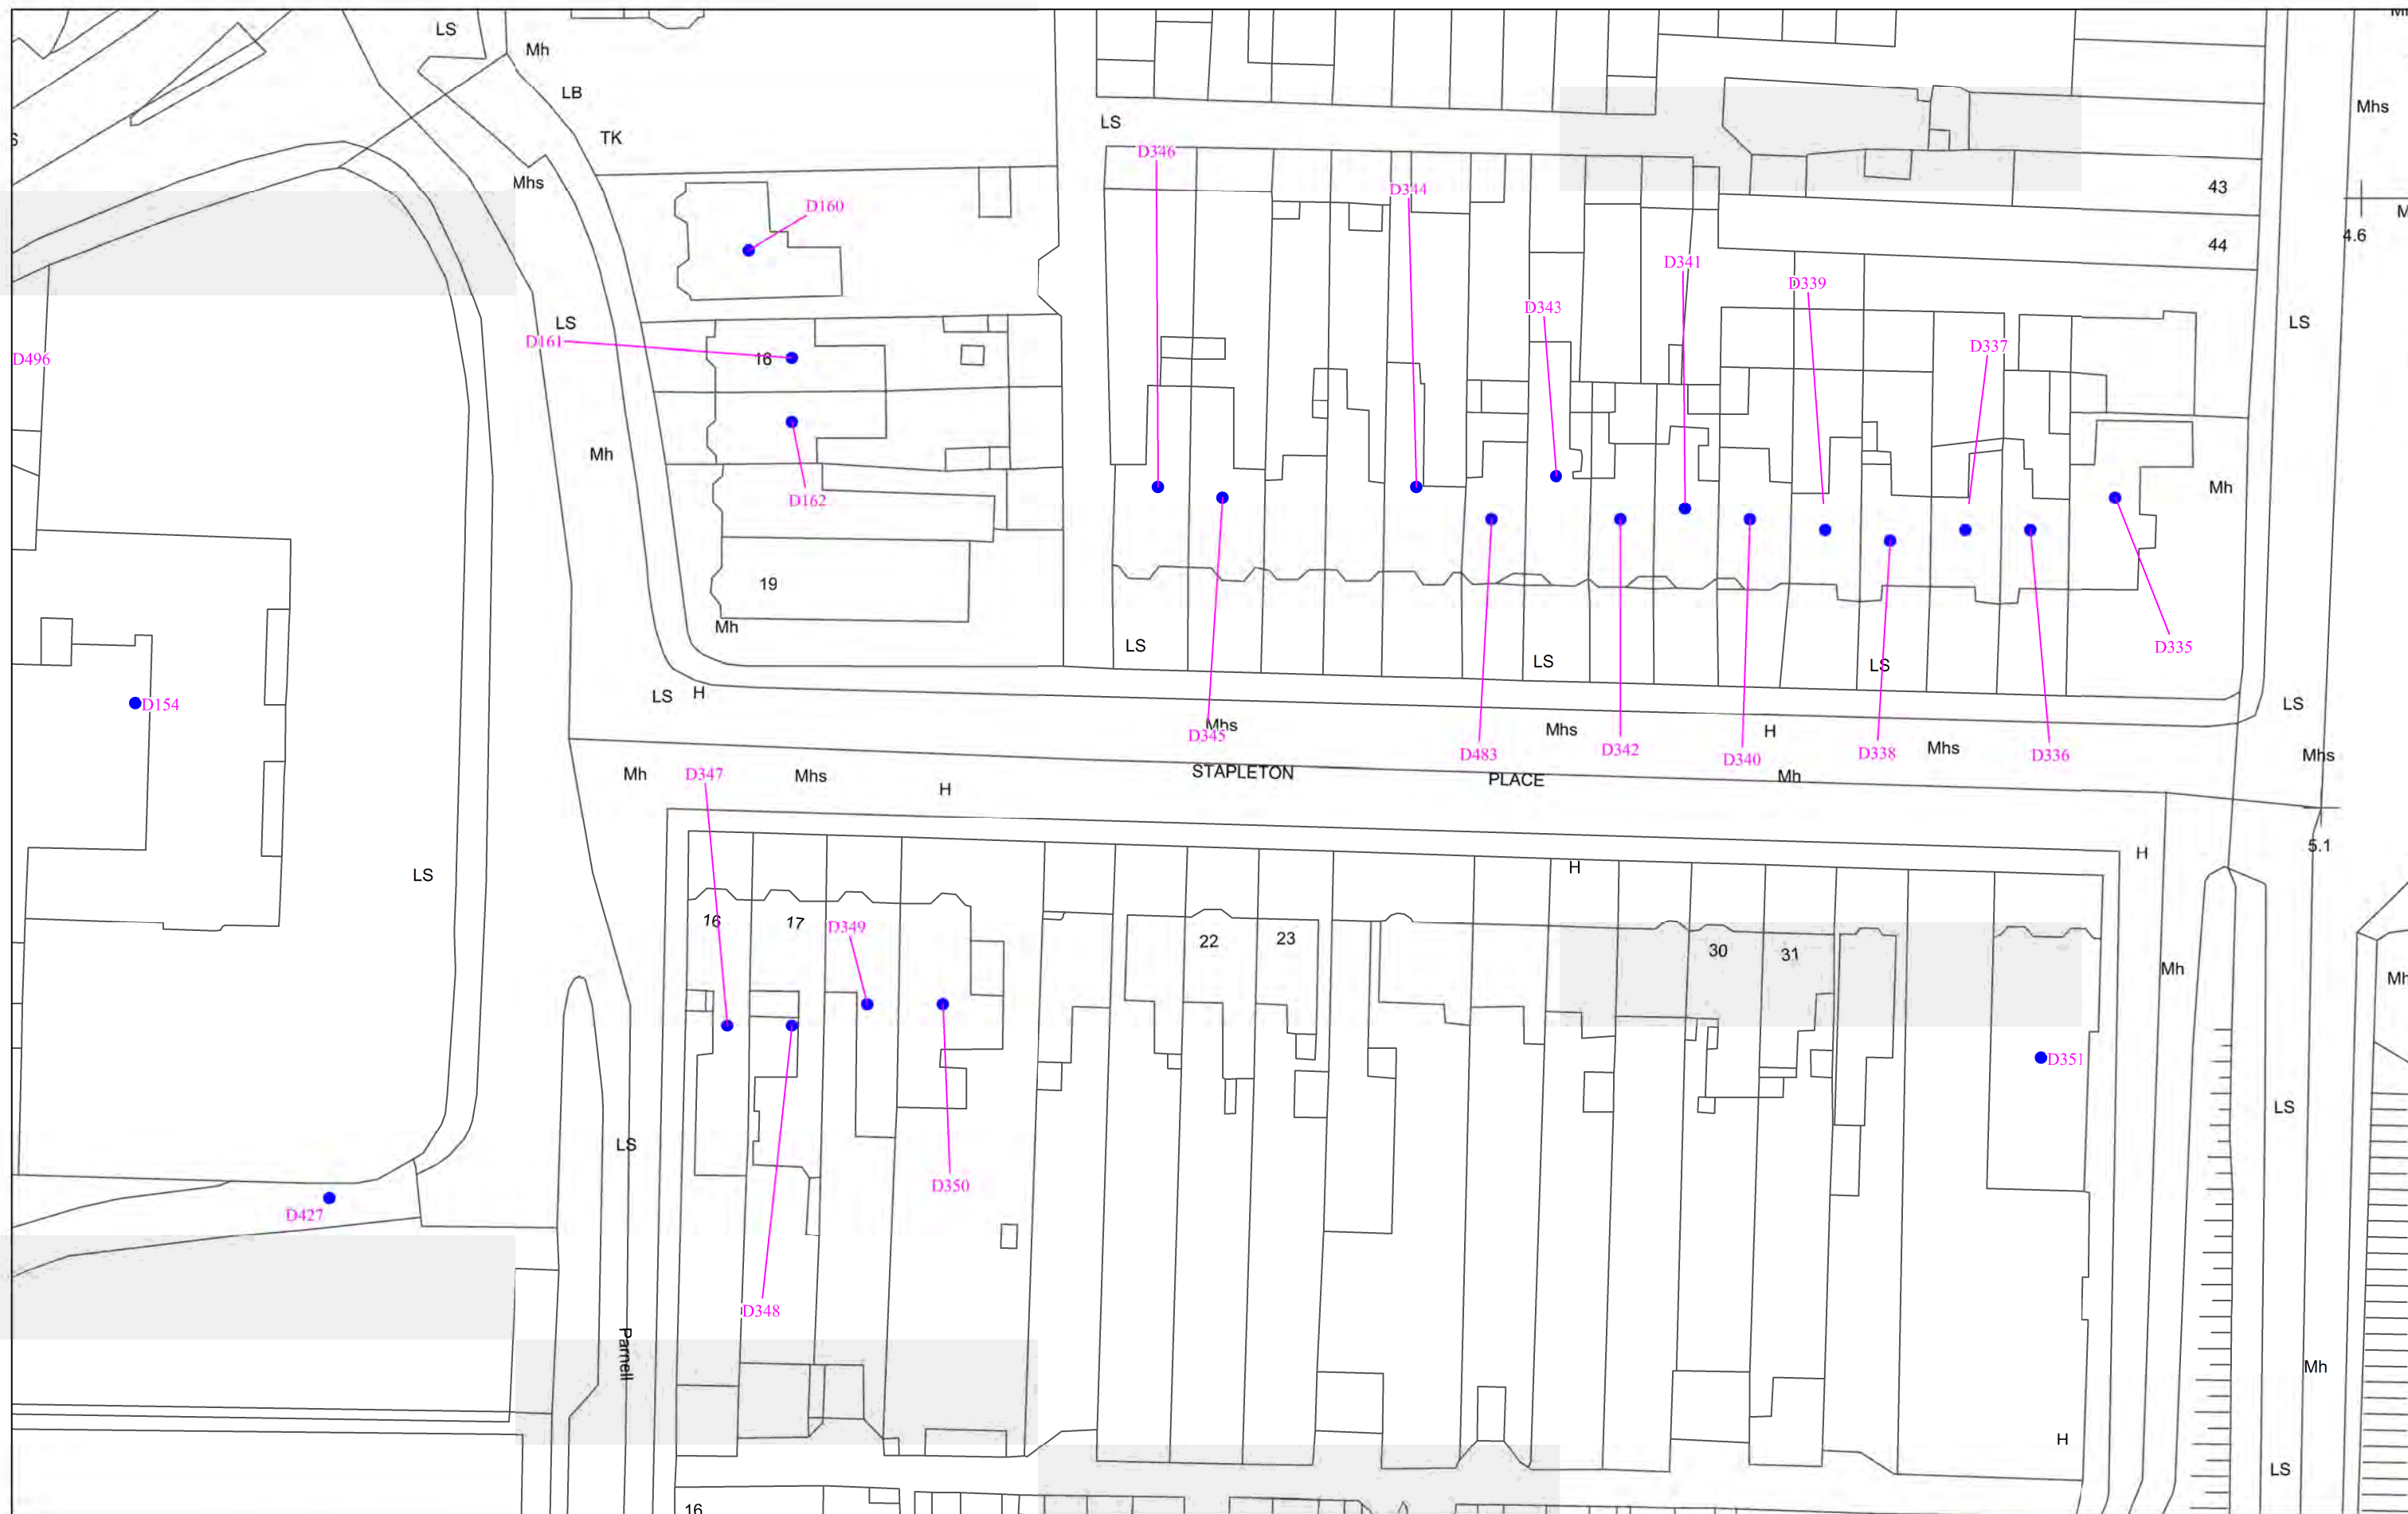 LS
Mh
LB
TK
Mhs
LS
Mhs
D346
D160
D344
43
44
4.6
D341
D339
D343
LS
D161
16
D496
LS
D337
Mh
D162
Mh
19
Mh
LS
LS
LS
D335
LS
H
D154
LS
Mhs
D345
Mhs
H
D483
D342
D340
Mhs
D338
D336
Mhs
Mh
D347
Mhs
H
STAPLETON
PLACE
Mh
5.1
H
H
LS
16
17
D349
22
23
30
31
Mh
D351
LS
LS
D350
D427
D348
Parnell
Mh
H
LS
16